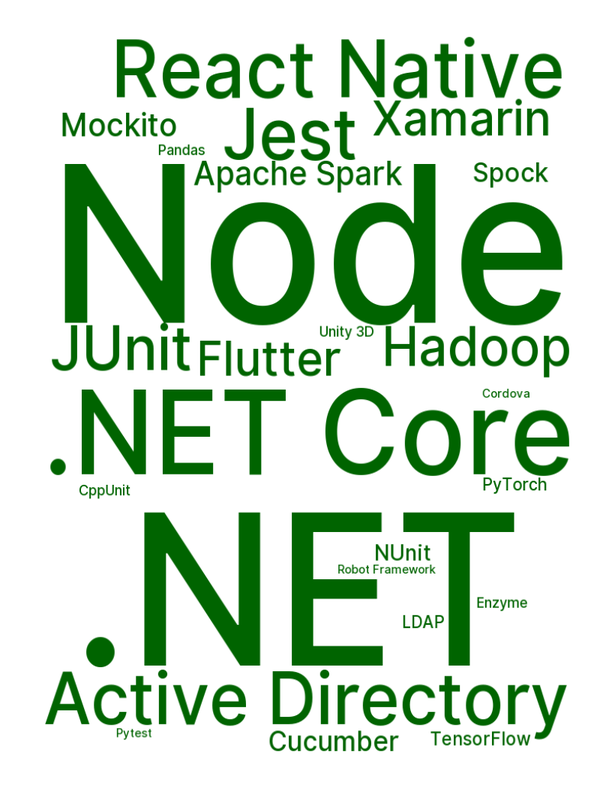 React Native
Mockito
Jest
Xamarin
Pandas
Apache Spark
Spock
Node
JUnit
Flutter
Unity 3D
Hadoop
.NET Core
Cordova
CppUnit
PyTorch
.NET
NUnit
Robot Framework
Enzyme
LDAP
Active Directory
Pytest
Cucumber
TensorFlow